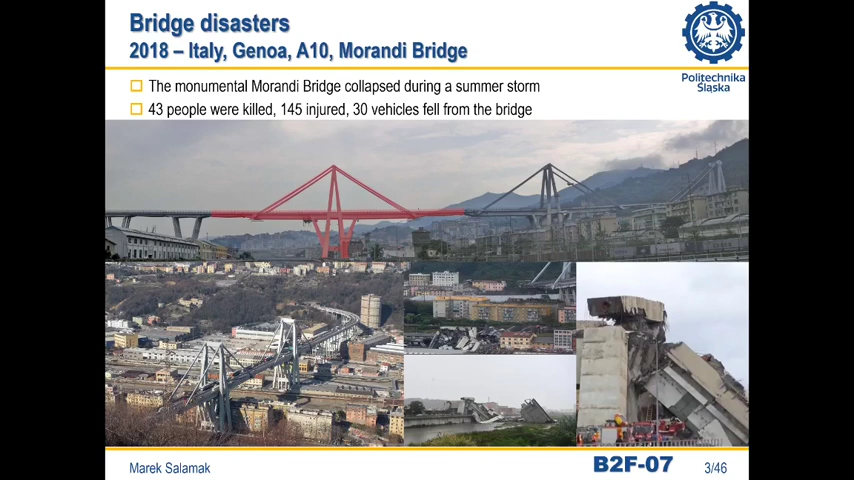 Bridge disasters
2018 – Italy, Genoa, A10, Morandi Bridge
Politechnika
Śląska
The monumental Morandi Bridge collapsed during a summer storm
43 people were killed, 145 injured, 30 vehicles fell from the bridge
Marek Salamak
B2F-07
3/46